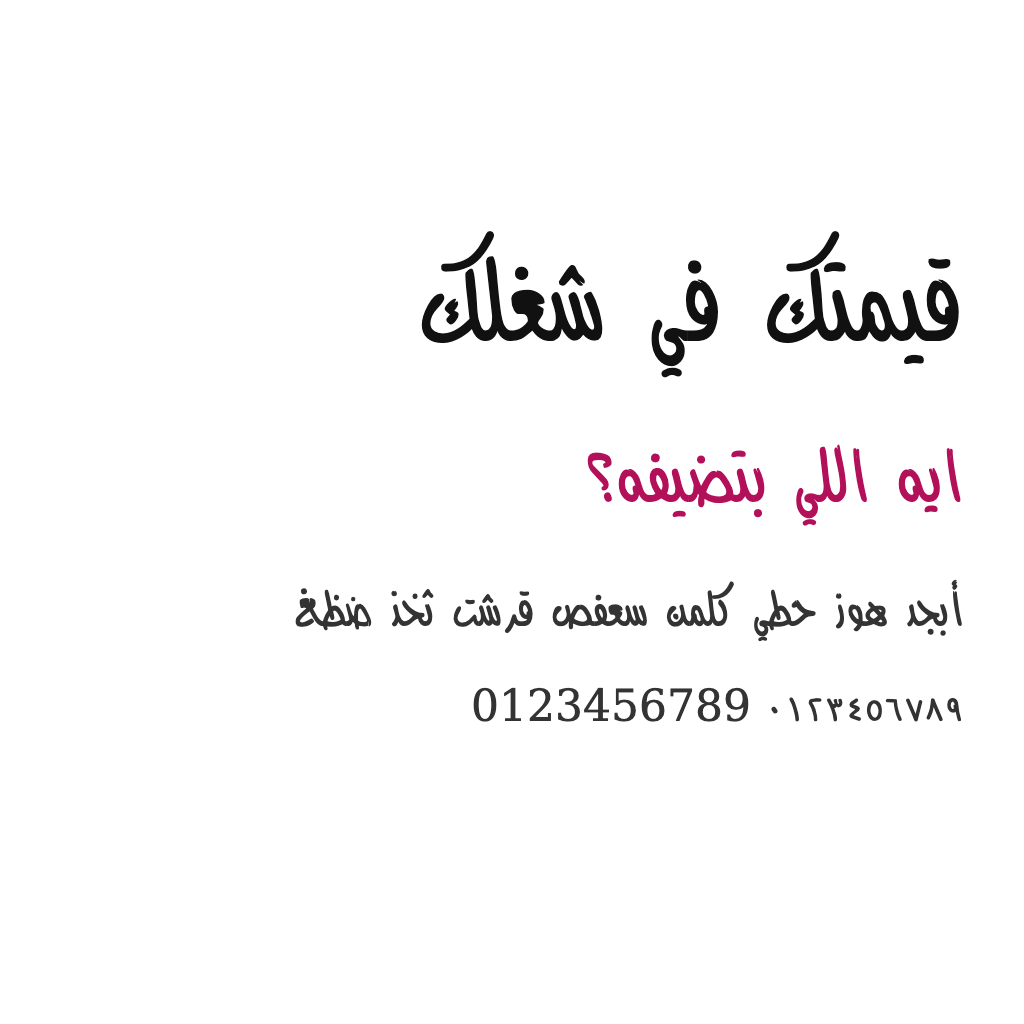 قيمتك في شغلك
ايه اللي بتضيفه؟
أبجد هوز حطي كلمن سعفص قرشت ثخذ ضظغ
٠١٢٣٤٥٦٧٨٩ 0123456789